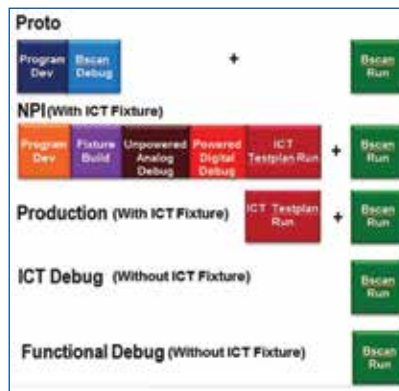 Proto
Program Dev
Bscan Debug
+
Bscan Run
NPI (With ICT Fixture)
Program Dev
Fixture Build
Unpowered Analog Debug
Powered Digital Debug
ICT Testplan Run
+
Bscan Run
Production (With ICT Fixture)
ICT Testplan Run
+
Bscan Run
ICT Debug (Without ICT Fixture)
Bscan Run
Functional Debug (Without ICT Fixture)
Bscan Run